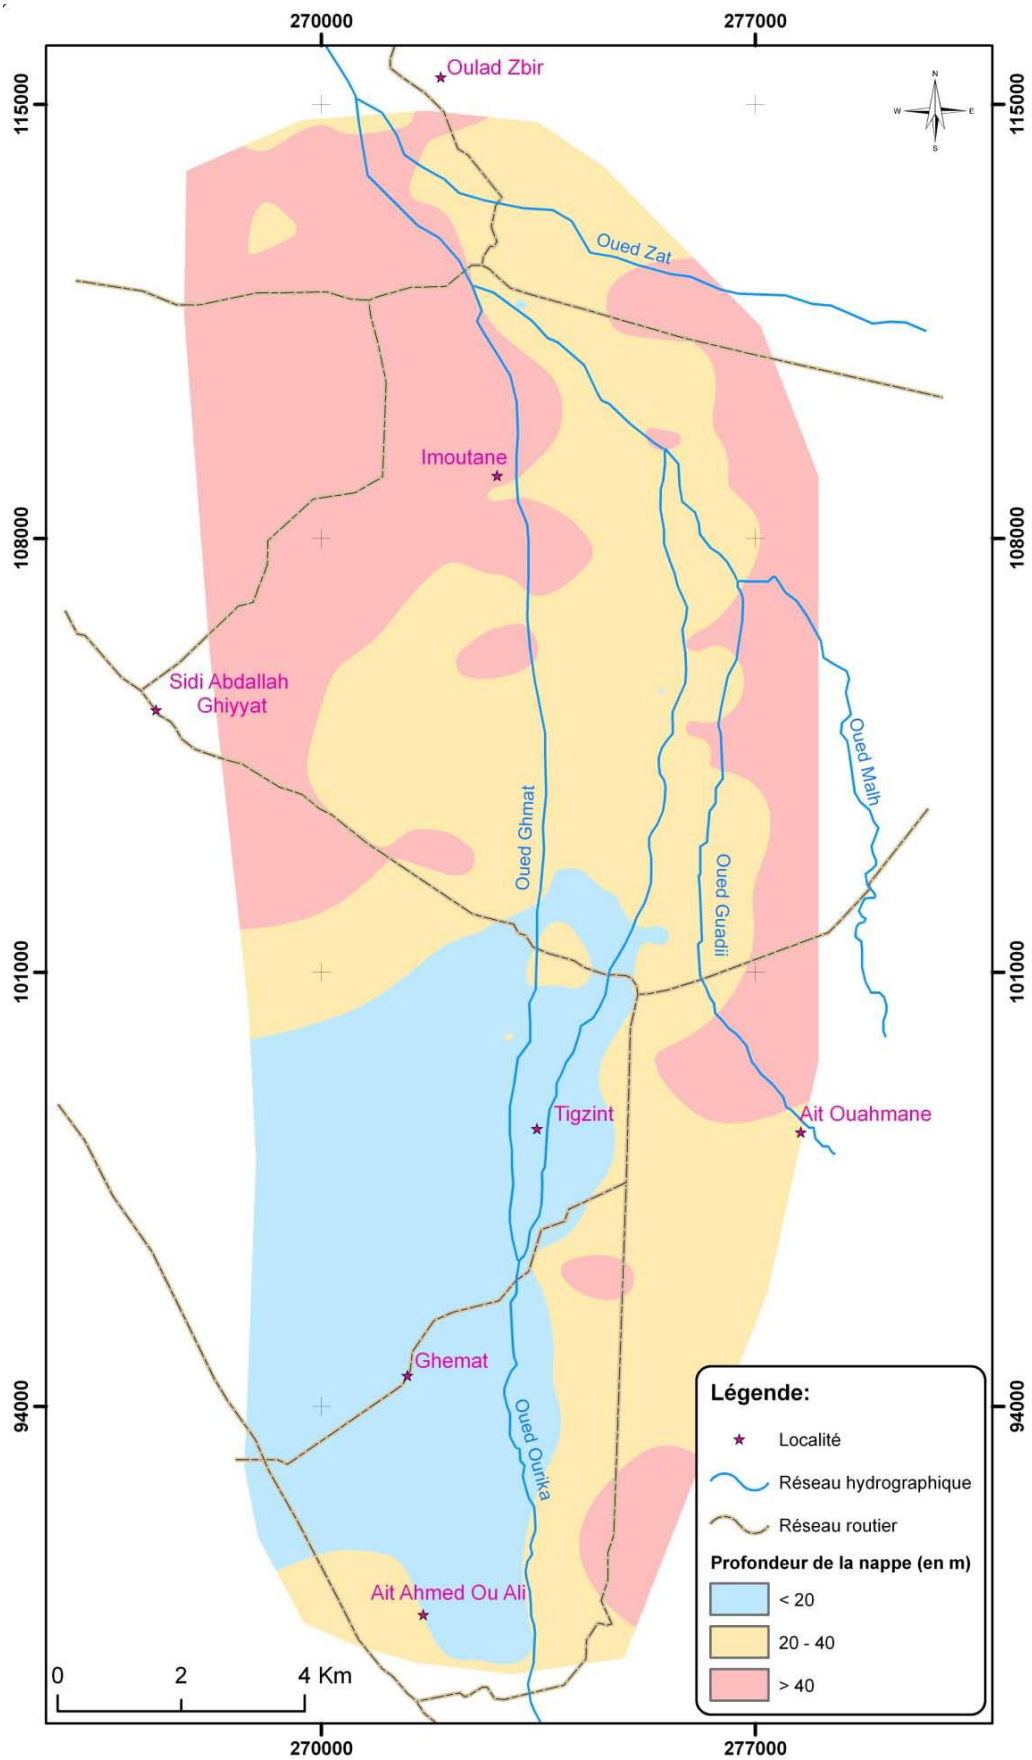 270000
277000
Oulad Zbir
115000
115000
N
W
E
S
Oued Zat
Imoutane
108000
108000
Sidi Abdallah
Ghiyyat
Oued Malh
Oued Ghmat
Oued Guadii
101000
101000
Tigzint
Ait Ouahmane
Ghemat
94000
94000
Oued Ourika
Ait Ahmed Ou Ali
Légende:
Localité
Réseau hydrographique
Réseau routier
Profondeur de la nappe (en m)
< 20
20 - 40
> 40
0
2
4 Km
270000
277000